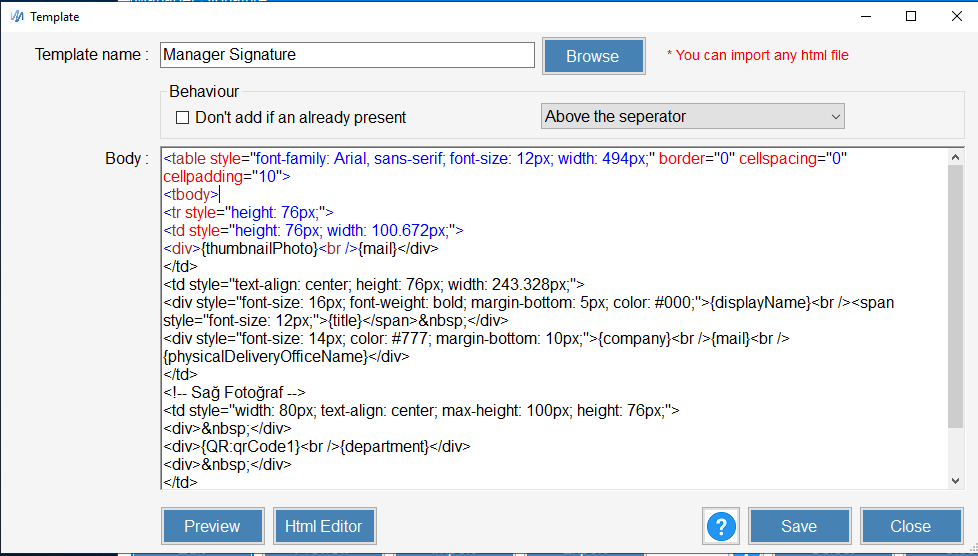 Template
Template name :
Manager Signature
Browse
* You can import any html file
Behaviour
Don't add if an already present
Above the seperator
Body :
<table style="font-family: Arial, sans-serif; font-size: 12px; width: 494px;" border="0" cellspacing="0"
cellpadding="10">
<tbody>
<tr style="height: 76px;">
<td style="height: 76px; width: 100.672px;">
<div>{thumbnailPhoto}<br />{mail}</div>
</td>
<td style="text-align: center; height: 76px; width: 243.328px;">
<div style="font-size: 16px; font-weight: bold; margin-bottom: 5px; color: #000;">{displayName}<br /><span
style="font-size: 12px;">{title}</span>&nbsp;</div>
<div style="font-size: 14px; color: #777; margin-bottom: 10px;">{company}<br />{mail}<br />
{physicalDeliveryOfficeName}</div>
</td>
<!-- Sağ Fotoğraf -->
<td style="width: 80px; text-align: center; max-height: 100px; height: 76px;">
<div>&nbsp;</div>
<div>{QR:qrCode1}<br />{department}</div>
<div>&nbsp;</div>
</td>
Preview
Html Editor
?
Save
Close